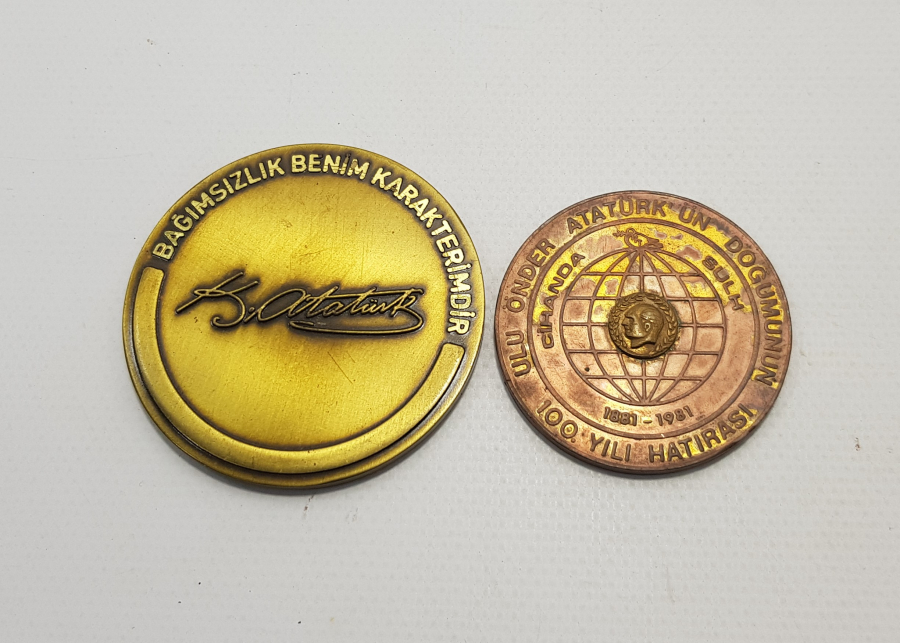 BAĞIMSIZLIK BENİM KARAKTERİMDİR
K. Atatürk
ULU ÖNDER ATATÜRK'ÜN DOĞUMUNUN
100. YILI HATIRASI
CİHANDA SULH
1881-1981